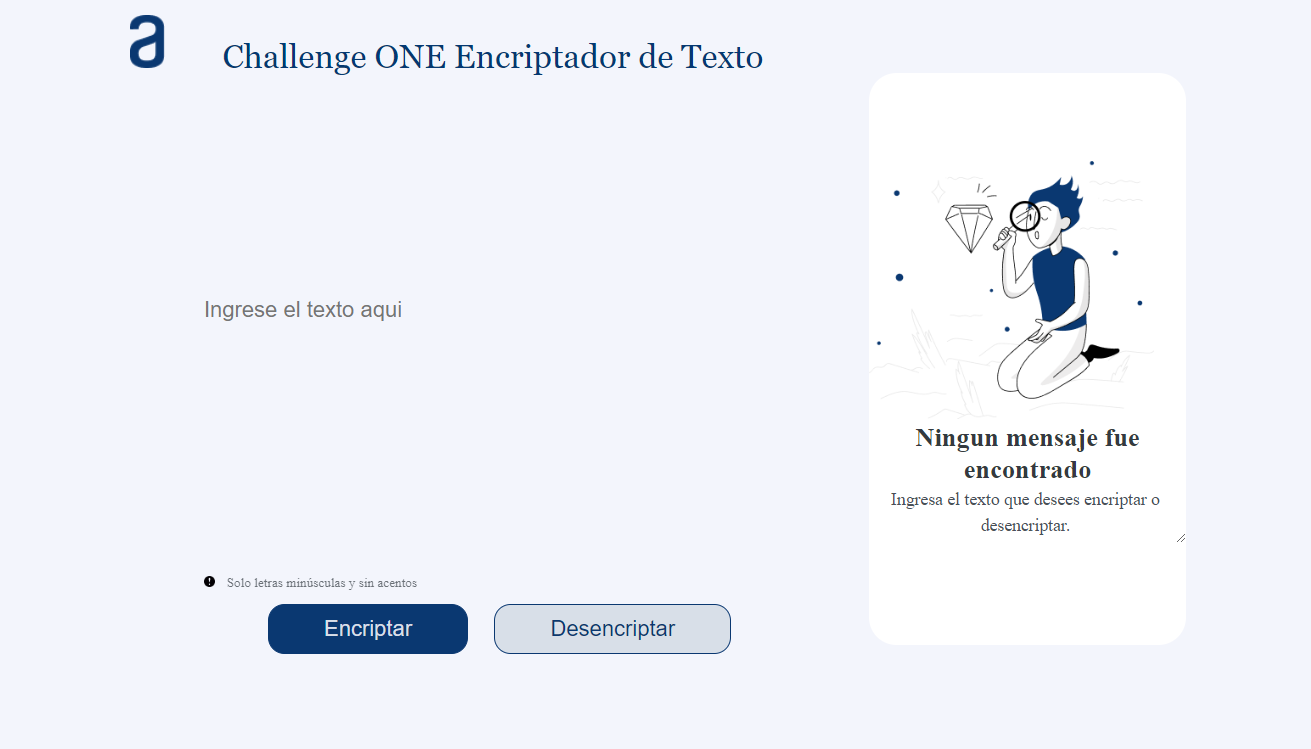 a
Challenge ONE Encriptador de Texto
Ingrese el texto aqui
Solo letras minúsculas y sin acentos
Encriptar
Desencriptar
Ningun mensaje fue
encontrado
Ingresa el texto que desees encriptar o
desencriptar.